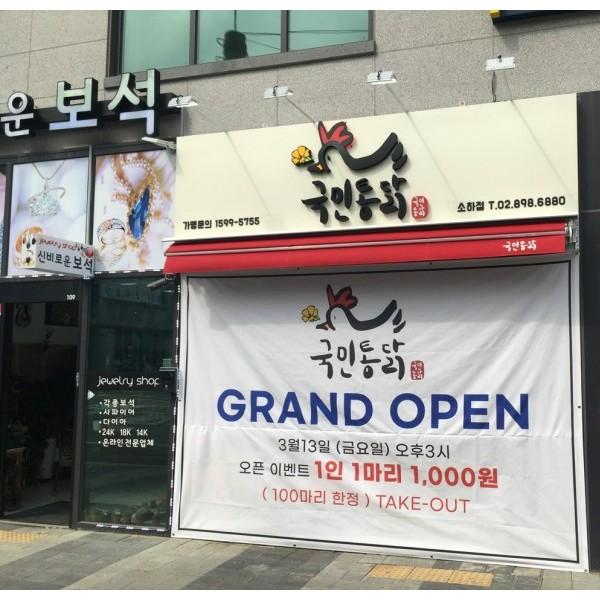 운 보석
jewelry shop
신비로운 보석
109
jewelry shop
• 각종보석
• 사파이어
• 다이아
• 24K 18K 14K
• 온라인전문업체
국민통닭
가맹문의 1599-5755
소하점 T.02.898.6880
국민통닭
국민통닭
GRAND OPEN
3월13일 (금요일) 오후3시
오픈 이벤트 1인 1마리 1,000원
( 100마리 한정 ) TAKE-OUT